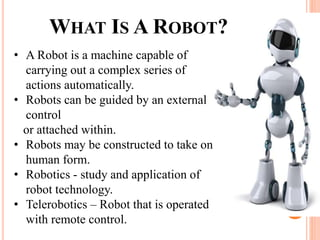 WHAT IS A ROBOT?
• A Robot is a machine capable of
carrying out a complex series of
actions automatically.
• Robots can be guided by an external
control
or attached within.
• Robots may be constructed to take on
human form.
• Robotics - study and application of
robot technology.
• Telerobotics – Robot that is operated
with remote control.